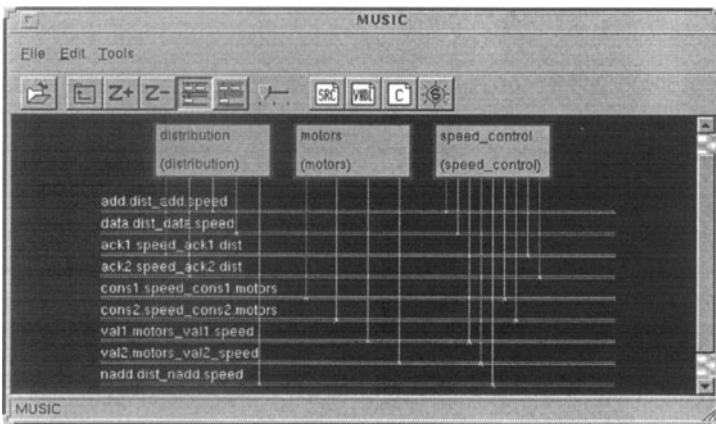 MUSIC
File Edit Tools
Z+ Z- SRC VHDL C S
distribution motors speed_control
(distribution) (motors) (speed_control)
add.dist_add.speed
data.dist_data.speed
ack1.speed_ack1.dist
ack2.speed_ack2.dist
cons1.speed_cons1.motors
cons2.speed_cons2.motors
val1.motors_val1.speed
val2.motors_val2_speed
nadd.dist_nadd.speed
MUSIC